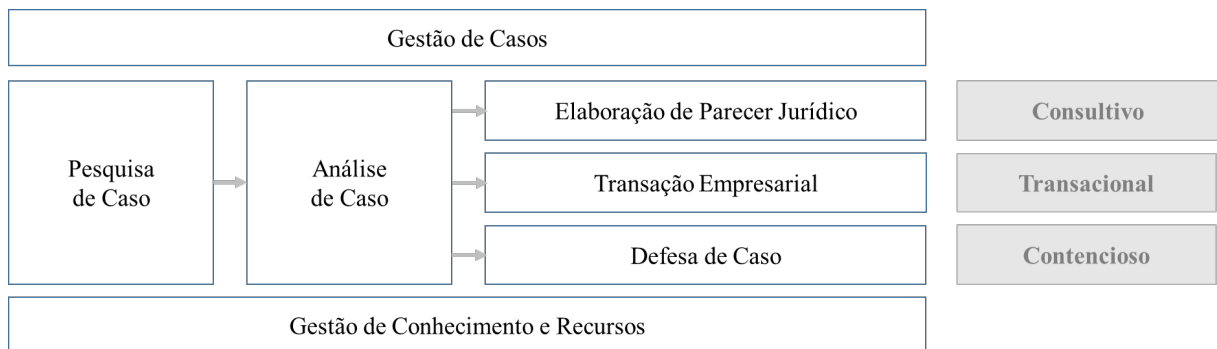 Gestão de Casos
Pesquisa
de Caso
Análise
de Caso
Elaboração de Parecer Jurídico
Consultivo
Transação Empresarial
Transacional
Defesa de Caso
Contencioso
Gestão de Conhecimento e Recursos